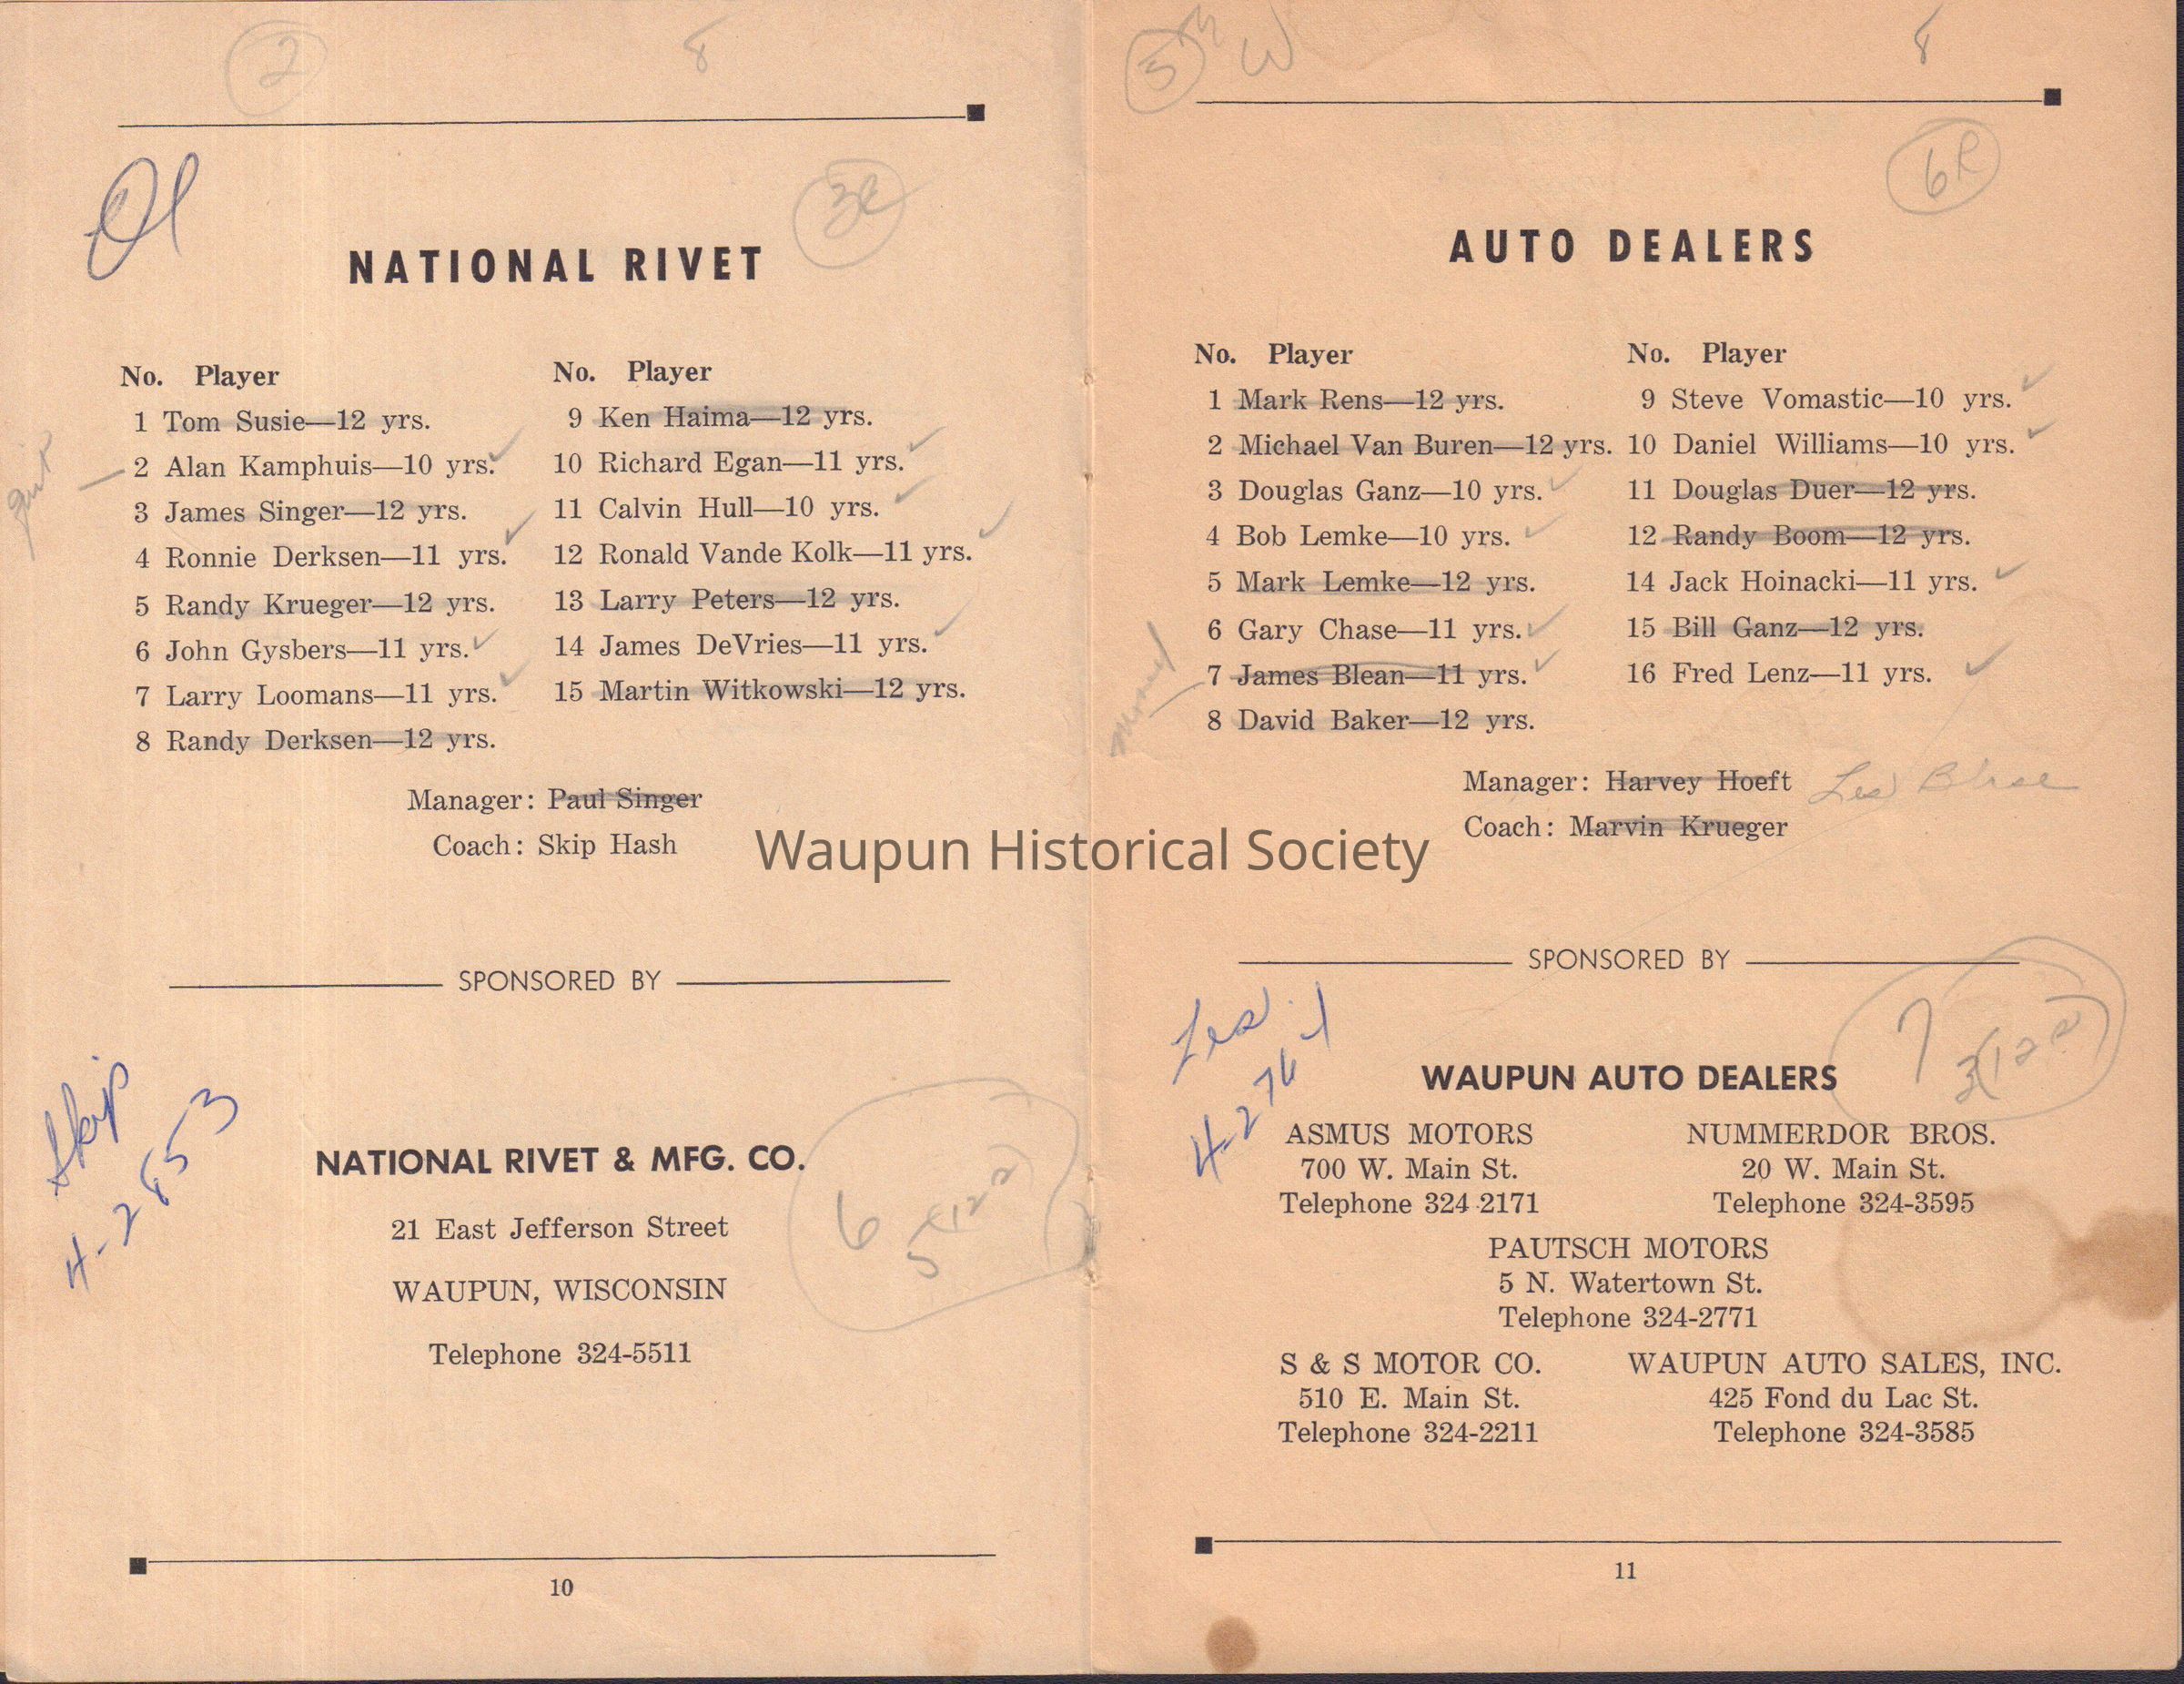 2
8
Ol
3R
NATIONAL RIVET
No. Player
1 Tom Susie—12 yrs.
2 Alan Kamphuis—10 yrs.
3 James Singer—12 yrs.
4 Ronnie Derksen—11 yrs.
5 Randy Krueger—12 yrs.
6 John Gysbers—11 yrs.
7 Larry Loomans—11 yrs.
8 Randy Derksen—12 yrs.
No. Player
9 Ken Haima—12 yrs.
10 Richard Egan—11 yrs.
11 Calvin Hull—10 yrs.
12 Ronald Vande Kolk—11 yrs.
13 Larry Peters—12 yrs.
14 James DeVries—11 yrs.
15 Martin Witkowski—12 yrs.
quit
Manager: Paul Singer
Coach: Skip Hash
SPONSORED BY
Skip
4-2853
NATIONAL RIVET & MFG. CO.
21 East Jefferson Street
WAUPUN, WISCONSIN
Telephone 324-5511
6
5
10
5th W
8
6R
AUTO DEALERS
No. Player
1 Mark Rens—12 yrs.
2 Michael Van Buren—12 yrs.
3 Douglas Ganz—10 yrs.
4 Bob Lemke—10 yrs.
5 Mark Lemke—12 yrs.
6 Gary Chase—11 yrs.
7 James Blean—11 yrs.
8 David Baker—12 yrs.
No. Player
9 Steve Vomastic—10 yrs.
10 Daniel Williams—10 yrs.
11 Douglas Duer—12 yrs.
12 Randy Boom—12 yrs.
14 Jack Hoinacki—11 yrs.
15 Bill Ganz—12 yrs.
16 Fred Lenz—11 yrs.
moved
Manager: Harvey Hoeft Les
Coach: Marvin Krueger
Waupun Historical Society
SPONSORED BY
Les
7
WAUPUN AUTO DEALERS
ASMUS MOTORS
700 W. Main St.
Telephone 324-2171
NUMMERDOR BROS.
20 W. Main St.
Telephone 324-3595
PAUTSCH MOTORS
5 N. Watertown St.
Telephone 324-2771
S & S MOTOR CO.
510 E. Main St.
Telephone 324-2211
WAUPUN AUTO SALES, INC.
425 Fond du Lac St.
Telephone 324-3585
11